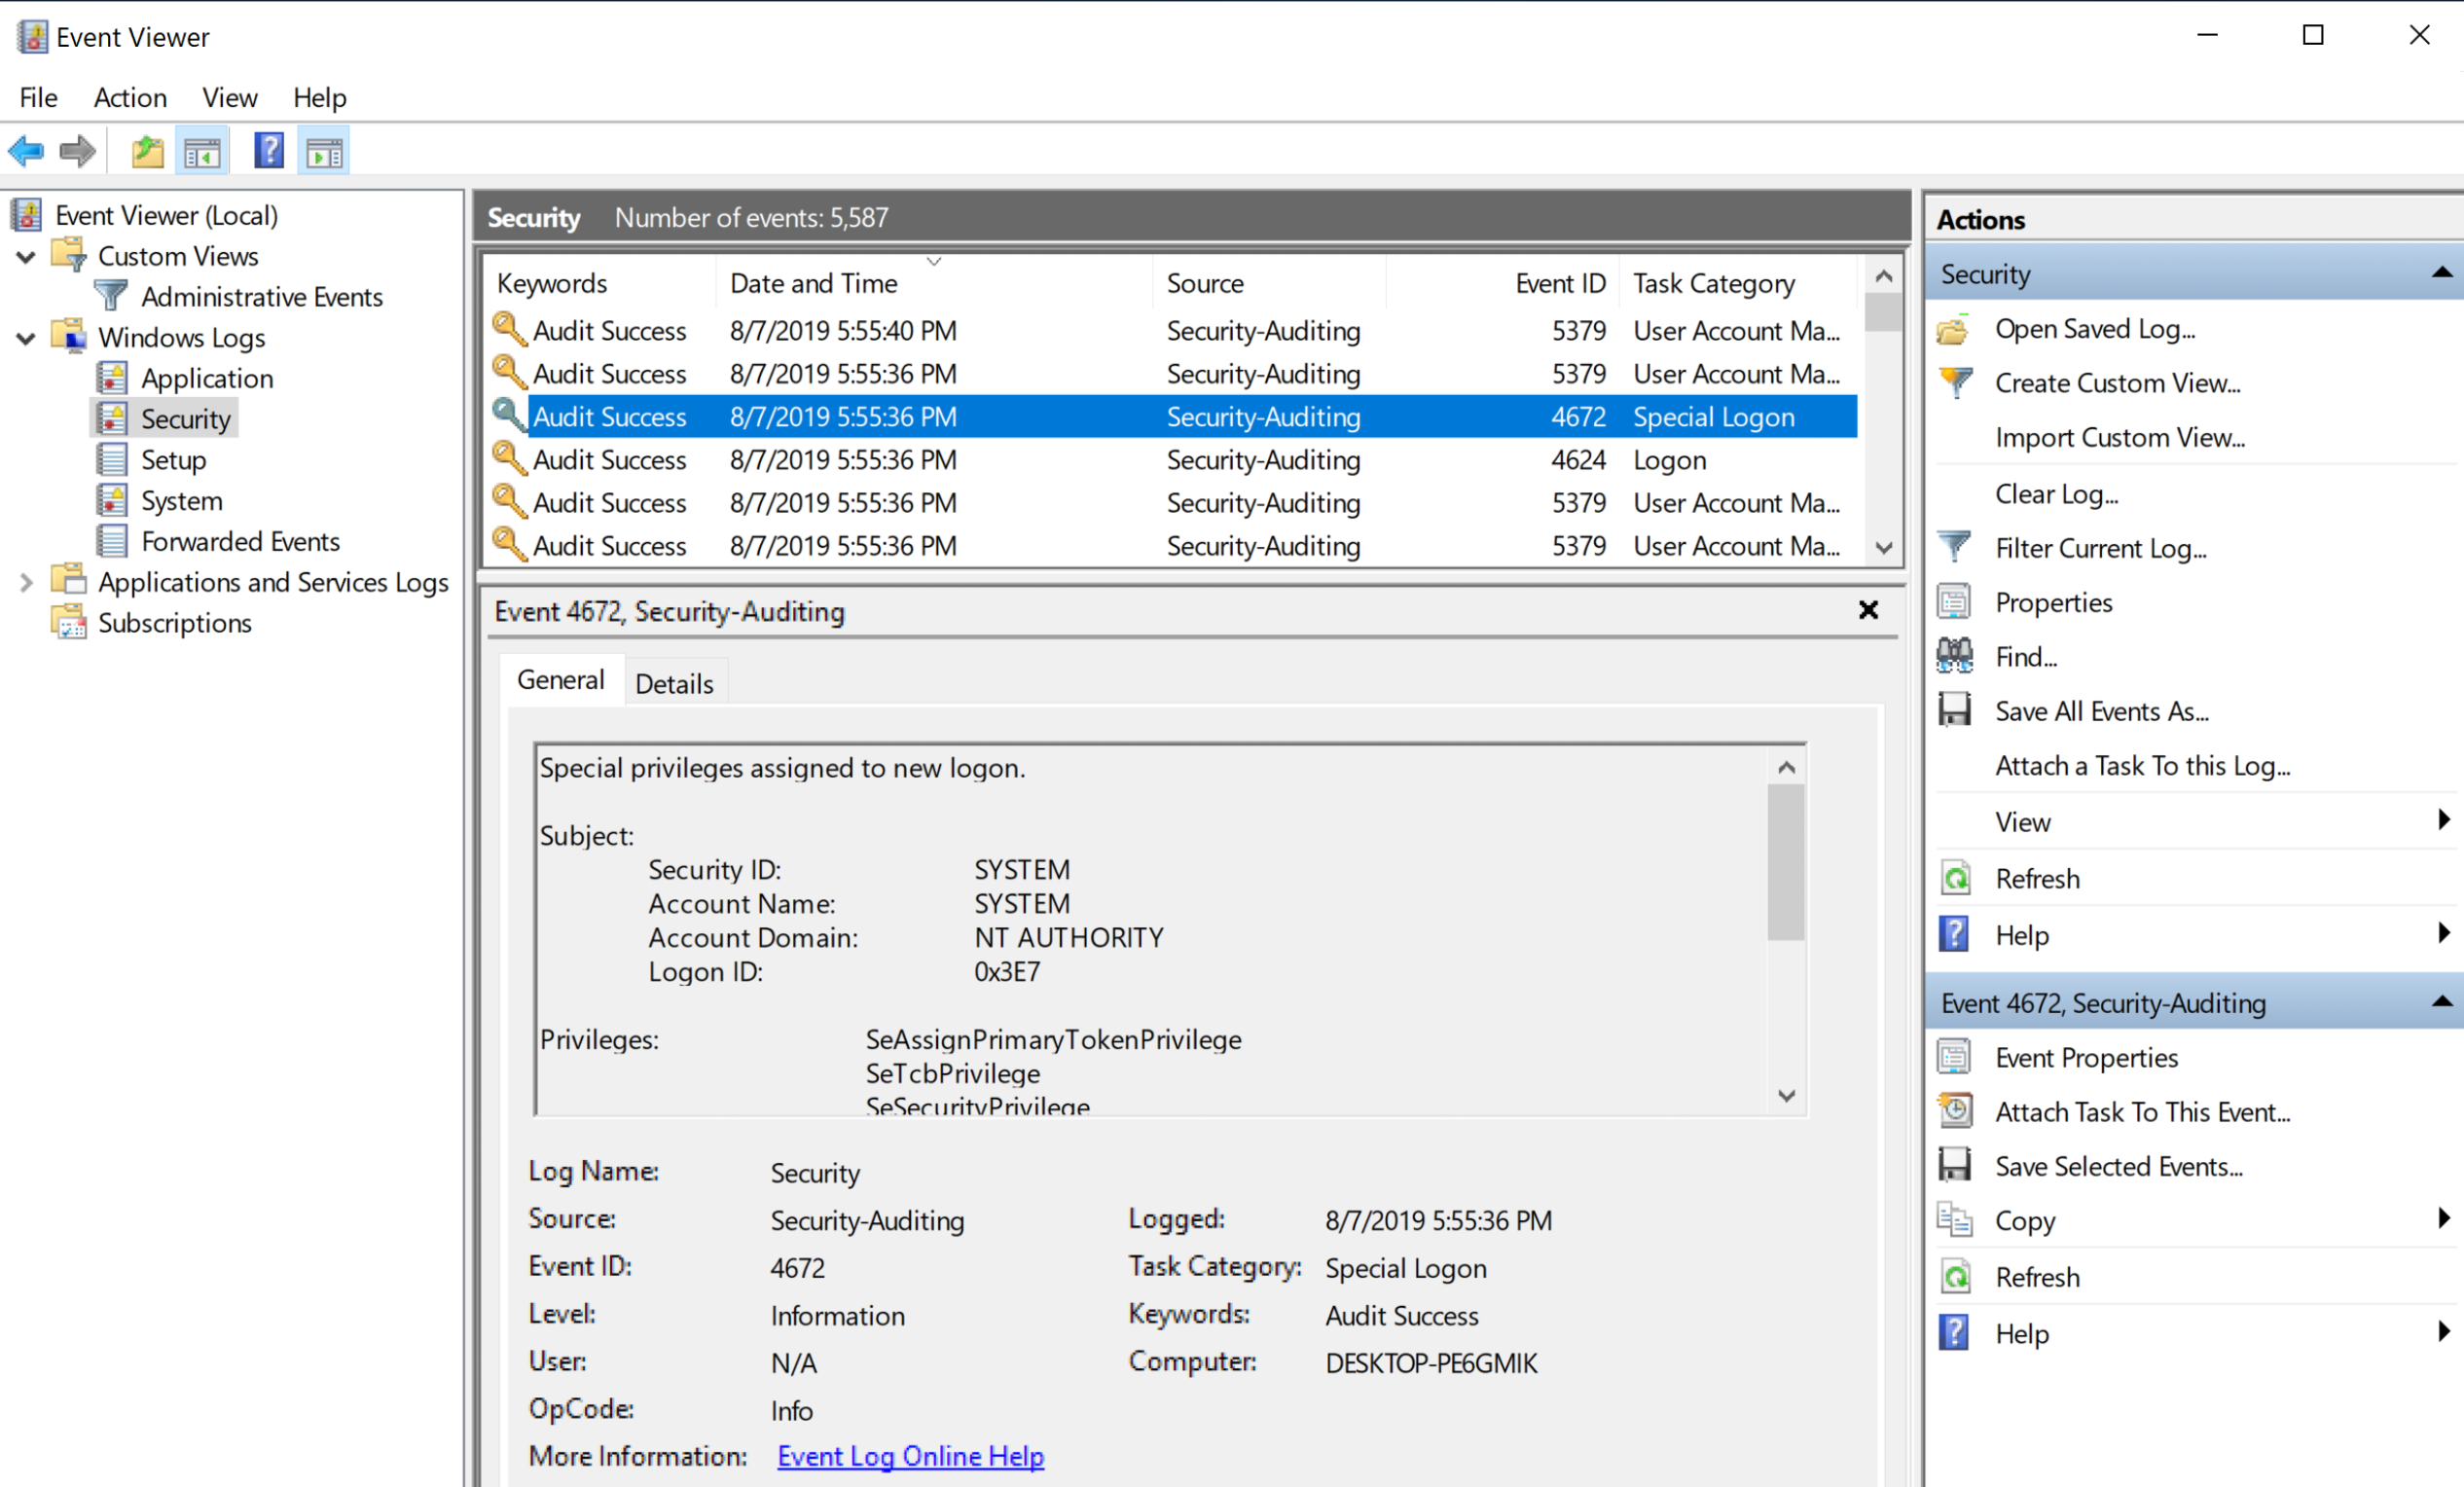 Event Viewer
File Action View Help
Event Viewer (Local)
Custom Views
Administrative Events
Windows Logs
Application
Security
Setup
System
Forwarded Events
Applications and Services Logs
Subscriptions
Security Number of events: 5,587
Keywords Date and Time Source Event ID Task Category
Audit Success 8/7/2019 5:55:40 PM Security-Auditing 5379 User Account Ma...
Audit Success 8/7/2019 5:55:36 PM Security-Auditing 5379 User Account Ma...
Audit Success 8/7/2019 5:55:36 PM Security-Auditing 4672 Special Logon
Audit Success 8/7/2019 5:55:36 PM Security-Auditing 4624 Logon
Audit Success 8/7/2019 5:55:36 PM Security-Auditing 5379 User Account Ma...
Audit Success 8/7/2019 5:55:36 PM Security-Auditing 5379 User Account Ma...
Event 4672, Security-Auditing
General Details
Special privileges assigned to new logon.
Subject:
Security ID: SYSTEM
Account Name: SYSTEM
Account Domain: NT AUTHORITY
Logon ID: 0x3E7
Privileges: SeAssignPrimaryTokenPrivilege
SeTcbPrivilege
SeSecurityPrivilege
Log Name: Security
Source: Security-Auditing Logged: 8/7/2019 5:55:36 PM
Event ID: 4672 Task Category: Special Logon
Level: Information Keywords: Audit Success
User: N/A Computer: DESKTOP-PE6GMIK
OpCode: Info
More Information: Event Log Online Help
Actions
Security
Open Saved Log...
Create Custom View...
Import Custom View...
Clear Log...
Filter Current Log...
Properties
Find...
Save All Events As...
Attach a Task To this Log...
View
Refresh
Help
Event 4672, Security-Auditing
Event Properties
Attach Task To This Event...
Save Selected Events...
Copy
Refresh
Help